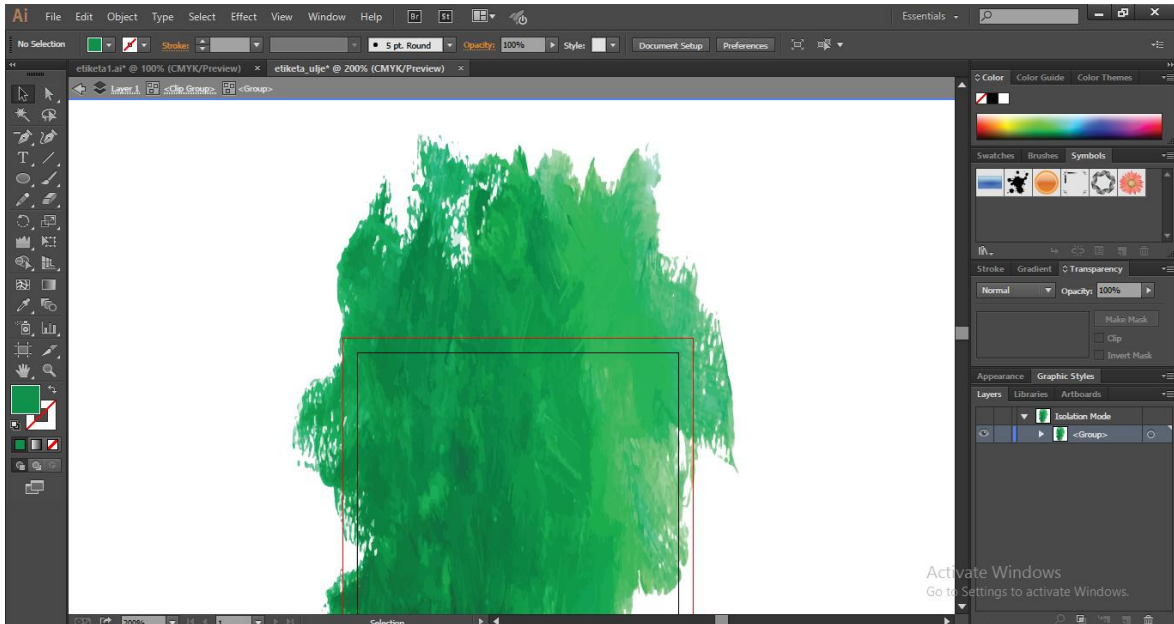 Ai File Edit Object Type Select Effect View Window Help Br St Essentials
No Selection Stroke: 5 pt. Round Opacity: 100% Style: Document Setup Preferences
etiketa1.ai* @ 100% (CMYK/Preview) × etiketa_ulje* @ 200% (CMYK/Preview) ×
Layer 1 <Clip Group> <Group>
Color Color Guide Color Themes
Swatches Brushes Symbols
Stroke Gradient Transparency
Normal Opacity: 100%
Make Mask
Clip
Invert Mask
Appearance Graphic Styles
Layers Libraries Artboards
Isolation Mode
<Group>
Activate Windows
Go to Settings to activate Windows.
200% 1 Selection